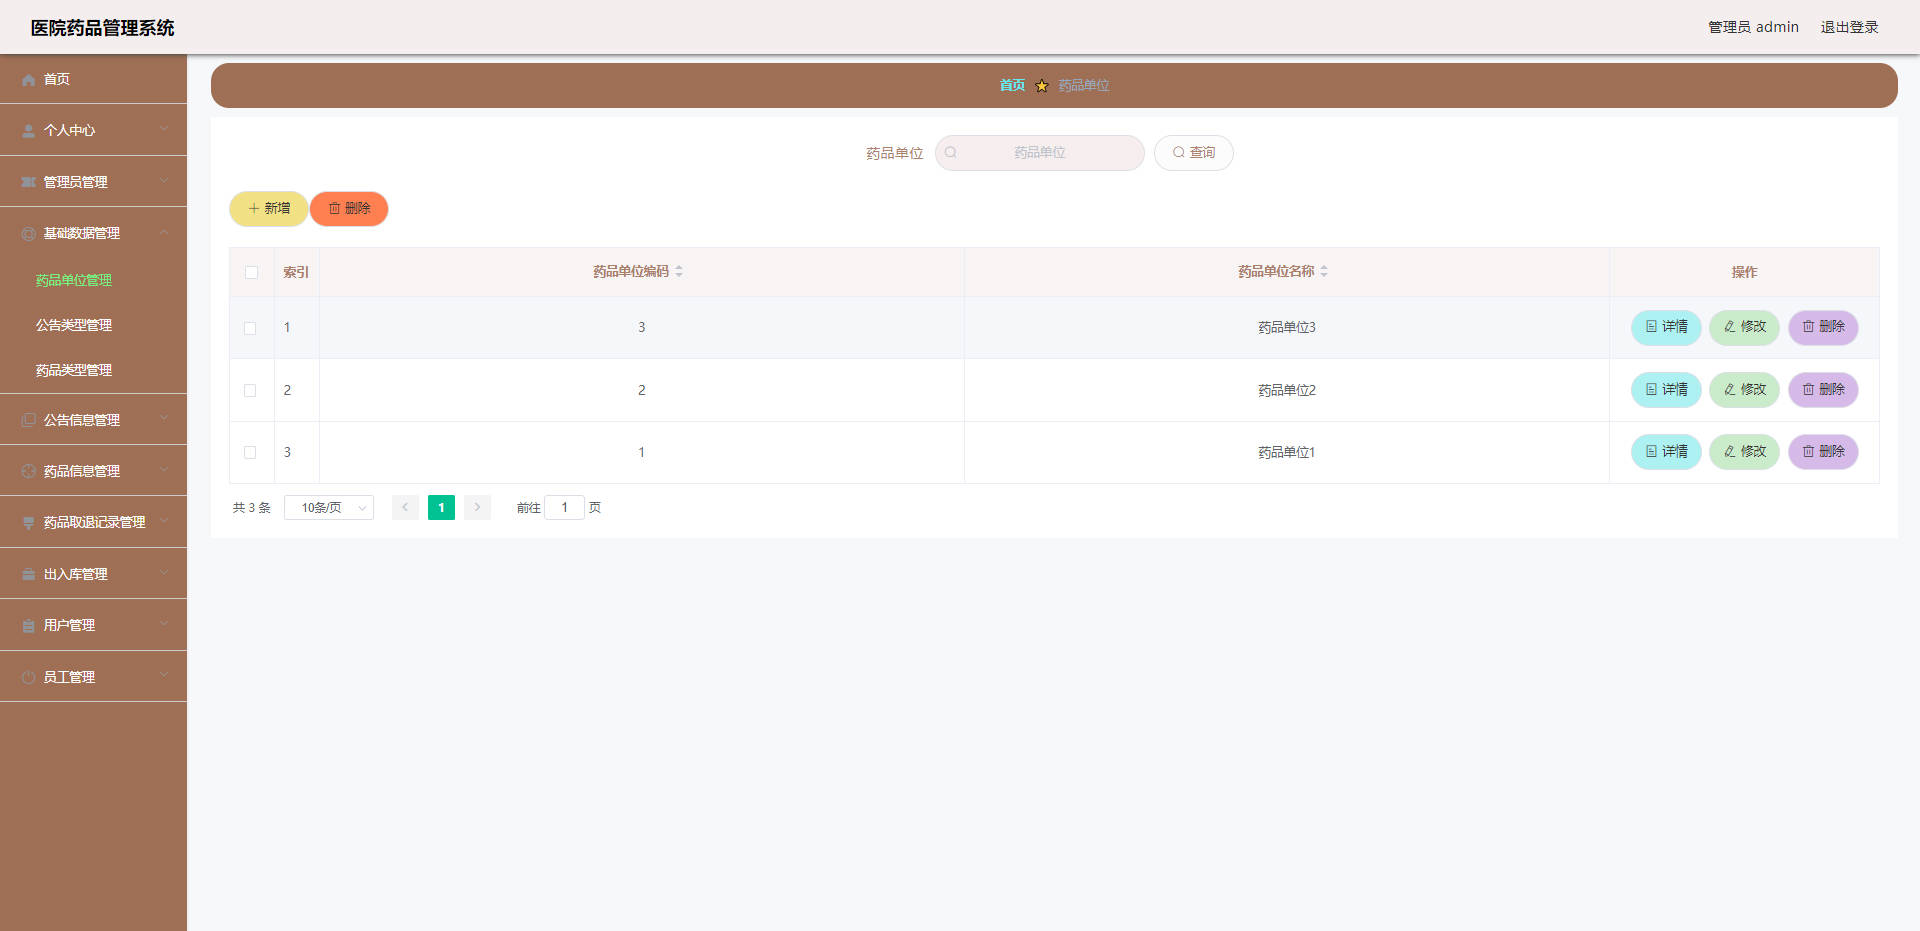 医院药品管理系统
管理员 admin 退出登录
首页
个人中心
管理员管理
基础数据管理
药品单位管理
公告类型管理
药品类型管理
公告信息管理
药品信息管理
药品取退记录管理
出入库管理
用户管理
员工管理
首页 药品单位
药品单位 药品单位 查询
新增 删除
索引 药品单位编码 药品单位名称 操作
1 3 药品单位3 详情 修改 删除
2 2 药品单位2 详情 修改 删除
3 1 药品单位1 详情 修改 删除
共 3 条 10条/页 1 前往 1 页